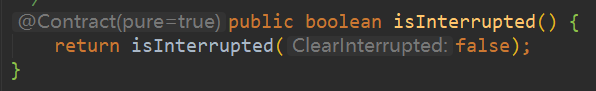 @Contract(pure=true) public boolean isInterrupted() {
return isInterrupted( ClearInterrupted: false);
}